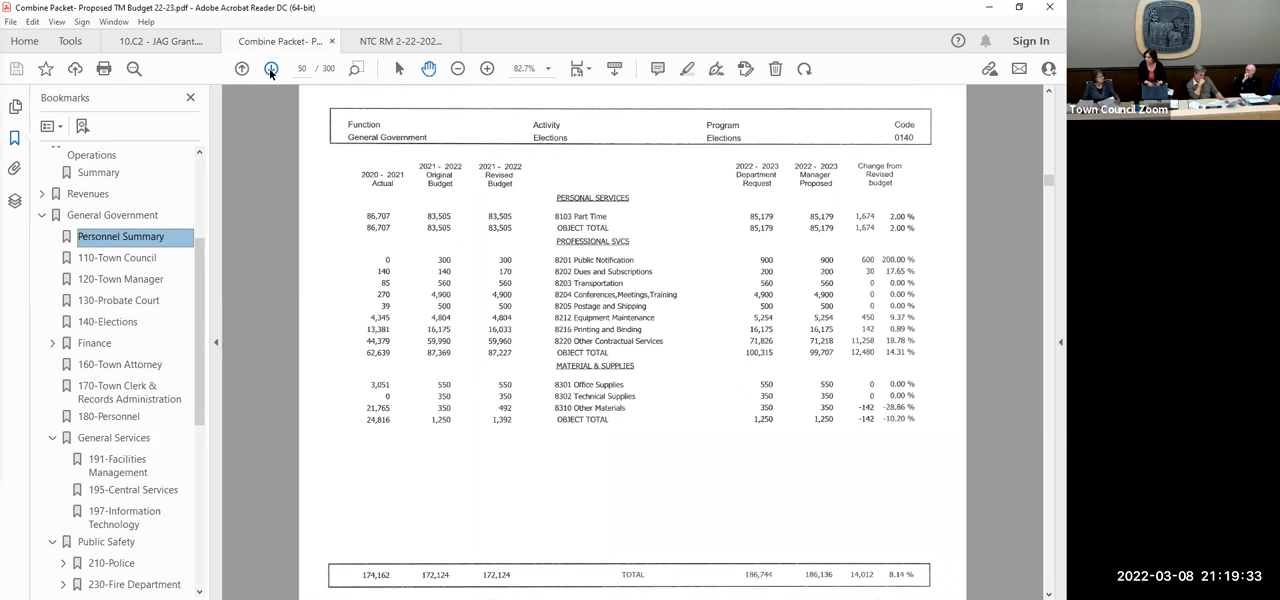 Combine Packet- Proposed TM Budget 22-23.pdf - Adobe Acrobat Reader DC (64-bit)
File Edit View Sign Window Help
Home Tools 10.C2 - JAG Grant.... Combine Packet- P... × NTC RM 2-22-202... Sign In
50 / 300 82.7%
Bookmarks
Operations
Summary
Revenues
General Government
Personnel Summary
110-Town Council
120-Town Manager
130-Probate Court
140-Elections
Finance
160-Town Attorney
170-Town Clerk &
Records Administration
180-Personnel
General Services
191-Facilities
Management
195-Central Services
197-Information
Technology
Public Safety
210-Police
230-Fire Department
Function Activity Program Code
General Government Elections Elections 0140
2020 - 2021 Actual 2021 - 2022 Original Budget 2021 - 2022 Revised Budget 2022 - 2023 Department Request 2022 - 2023 Manager Proposed Change from Revised budget
PERSONAL SERVICES
86,707 83,505 83,505 8103 Part Time 85,179 85,179 1,674 2.00 %
86,707 83,505 83,505 OBJECT TOTAL 85,179 85,179 1,674 2.00 %
PROFESSIONAL SVCS
0 300 300 8201 Public Notification 900 900 600 200.00 %
140 140 170 8202 Dues and Subscriptions 200 200 30 17.65 %
85 560 560 8203 Transportation 560 560 0 0.00 %
270 4,900 4,900 8204 Conferences,Meetings,Training 4,900 4,900 0 0.00 %
39 500 500 8205 Postage and Shipping 500 500 0 0.00 %
4,345 4,804 4,804 8212 Equipment Maintenance 5,254 5,254 450 9.37 %
13,381 16,175 16,033 8216 Printing and Binding 16,175 16,175 142 0.89 %
44,379 59,990 59,960 8220 Other Contractual Services 71,826 71,218 11,258 18.78 %
62,639 87,369 87,227 OBJECT TOTAL 100,315 99,707 12,480 14.31 %
MATERIAL & SUPPLIES
3,051 550 550 8301 Office Supplies 550 550 0 0.00 %
0 350 350 8302 Technical Supplies 350 350 0 0.00 %
21,765 350 492 8310 Other Materials 350 350 -142 -28.86 %
24,816 1,250 1,392 OBJECT TOTAL 1,250 1,250 -142 -10.20 %
174,162 172,124 172,124 TOTAL 186,744 186,136 14,012 8.14 %
Town Council Zoom
2022-03-08 21:19:33